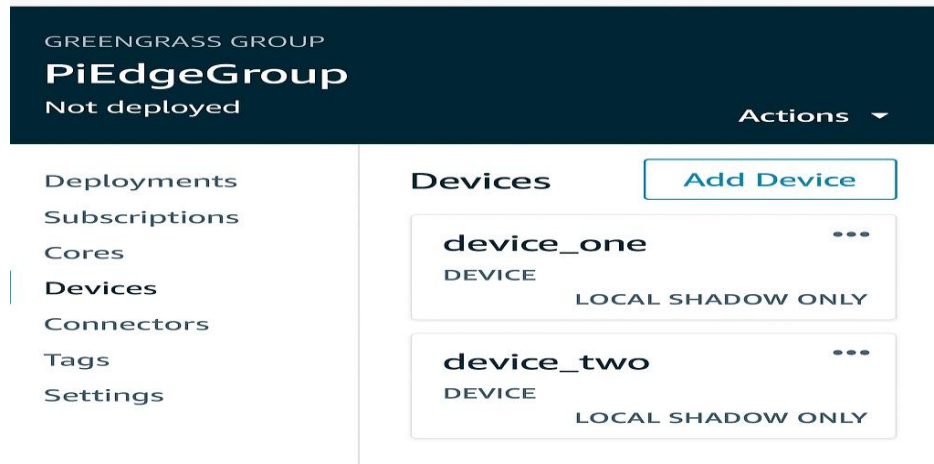 GREENGRASS GROUP
PiEdgeGroup
Not deployed
Actions
Deployments
Subscriptions
Cores
Devices
Connectors
Tags
Settings
Devices
Add Device
device_one
DEVICE
LOCAL SHADOW ONLY
device_two
DEVICE
LOCAL SHADOW ONLY